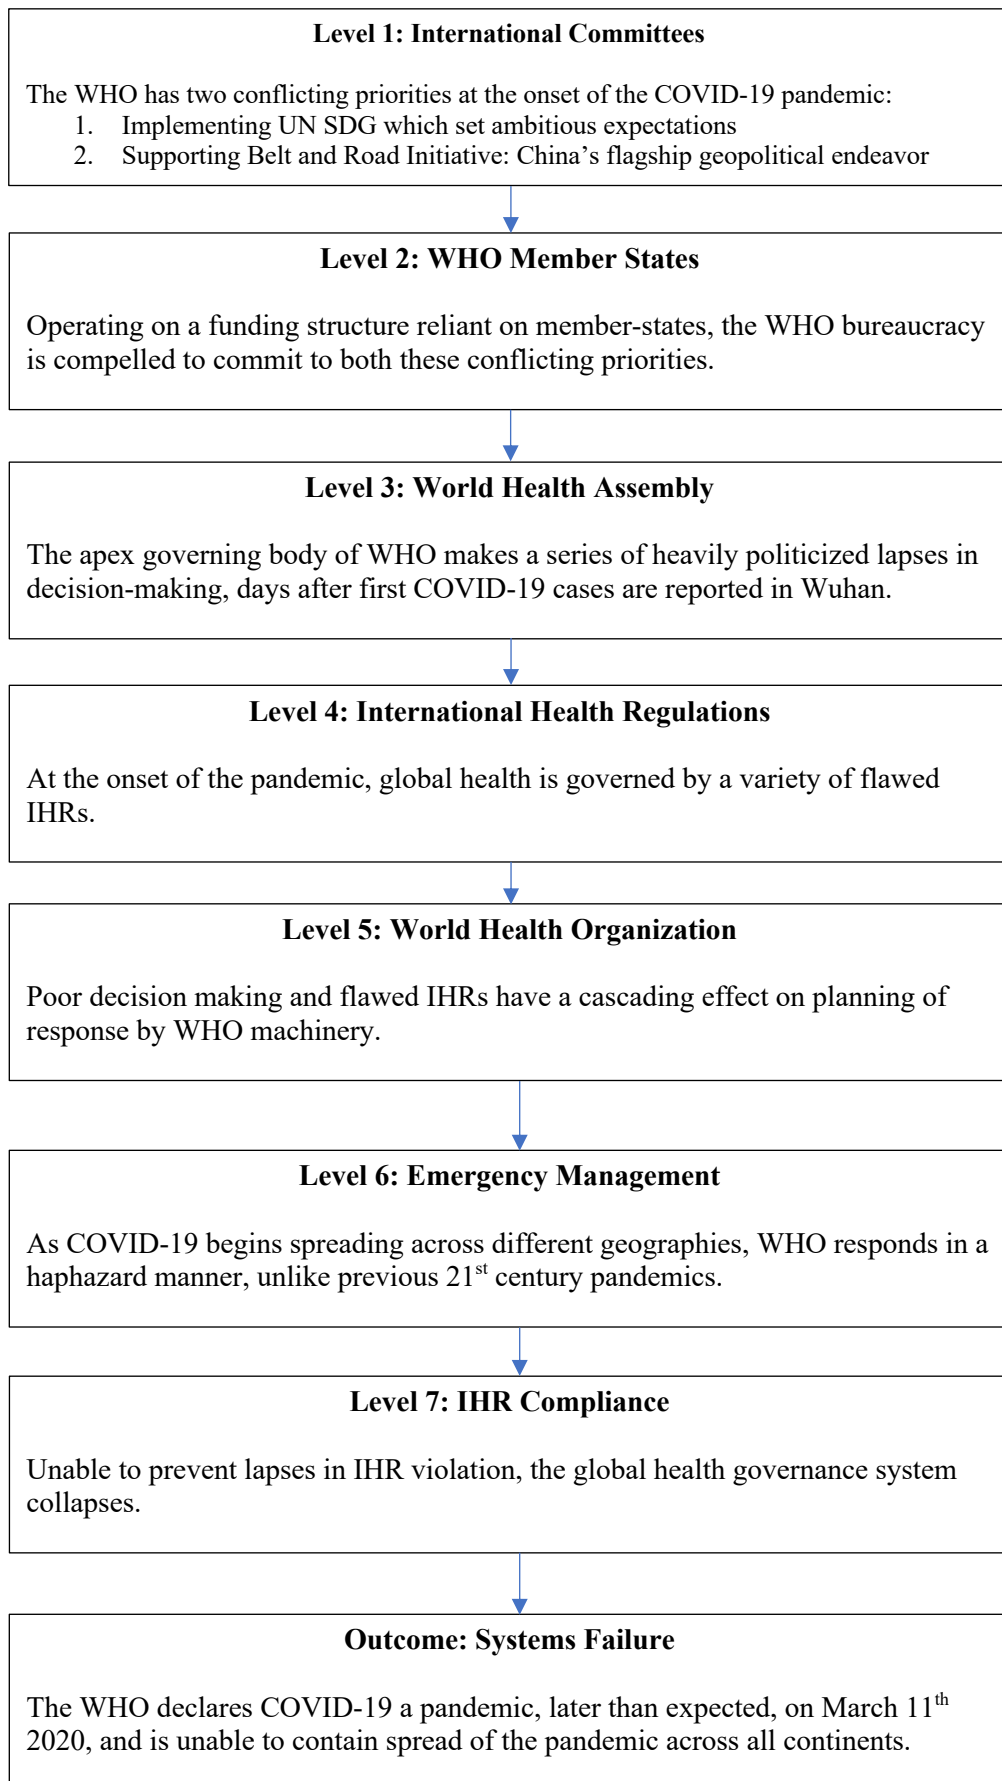 Level 1: International Committees
The WHO has two conflicting priorities at the onset of the COVID-19 pandemic:
1. Implementing UN SDG which set ambitious expectations
2. Supporting Belt and Road Initiative: China’s flagship geopolitical endeavor
Level 2: WHO Member States
Operating on a funding structure reliant on member-states, the WHO bureaucracy
is compelled to commit to both these conflicting priorities.
Level 3: World Health Assembly
The apex governing body of WHO makes a series of heavily politicized lapses in
decision-making, days after first COVID-19 cases are reported in Wuhan.
Level 4: International Health Regulations
At the onset of the pandemic, global health is governed by a variety of flawed
IHRs.
Level 5: World Health Organization
Poor decision making and flawed IHRs have a cascading effect on planning of
response by WHO machinery.
Level 6: Emergency Management
As COVID-19 begins spreading across different geographies, WHO responds in a
haphazard manner, unlike previous 21st century pandemics.
Level 7: IHR Compliance
Unable to prevent lapses in IHR violation, the global health governance system
collapses.
Outcome: Systems Failure
The WHO declares COVID-19 a pandemic, later than expected, on March 11th
2020, and is unable to contain spread of the pandemic across all continents.